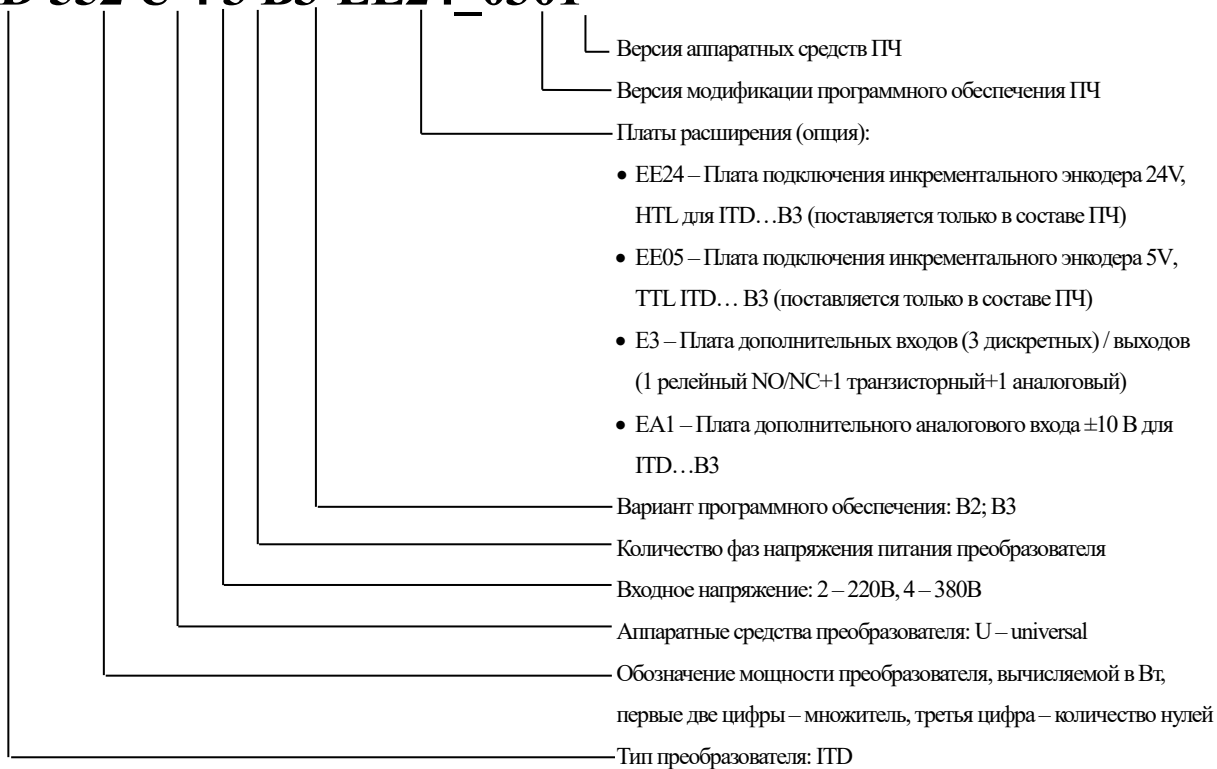 Версия аппаратных средств ПЧ
Версия модификации программного обеспечения ПЧ
Платы расширения (опция):
• EE24 – Плата подключения инкрементального энкодера 24V,
HTL для ITD…B3 (поставляется только в составе ПЧ)
• EE05 – Плата подключения инкрементального энкодера 5V,
TTL ITD… B3 (поставляется только в составе ПЧ)
• E3 – Плата дополнительных входов (3 дискретных) / выходов
(1 релейный NO/NC+1 транзисторный+1 аналоговый)
• EA1 – Плата дополнительного аналогового входа ±10 В для
ITD…B3
Вариант программного обеспечения: B2; B3
Количество фаз напряжения питания преобразователя
Входное напряжение: 2 – 220В, 4 – 380В
Аппаратные средства преобразователя: U – universal
Обозначение мощности преобразователя, вычисляемой в Вт,
первые две цифры – множитель, третья цифра – количество нулей
Тип преобразователя: ITD